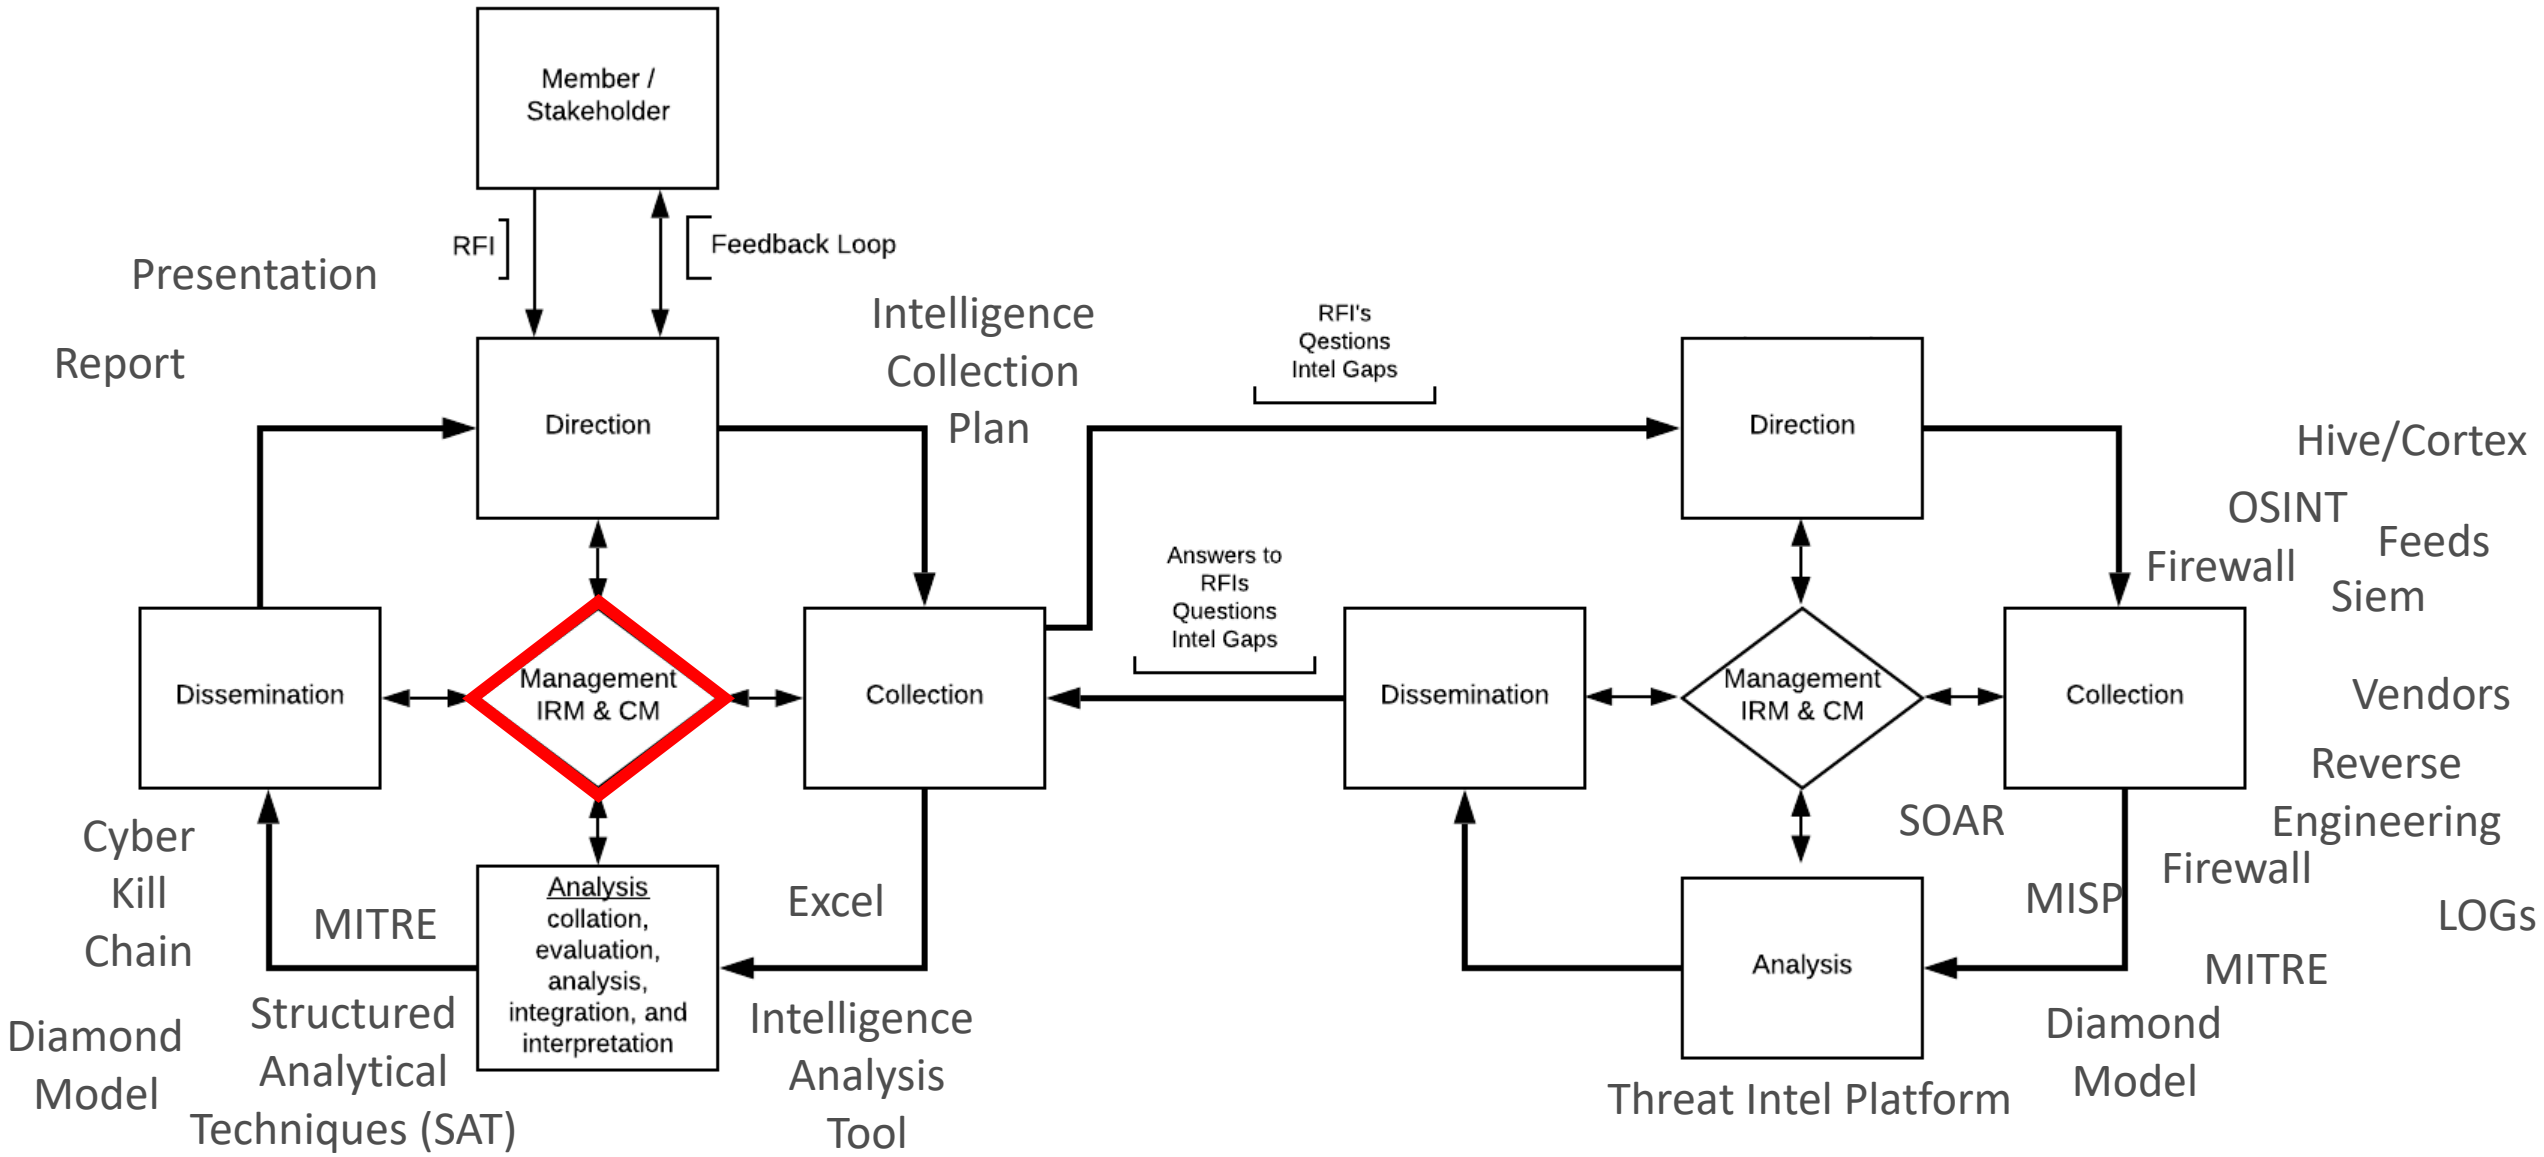 Member /
Stakeholder
RFI
Feedback Loop
Presentation
Report
Intelligence
Collection
Plan
Direction
Dissemination
Management
IRM & CM
Collection
Cyber
Kill
Chain
MITRE
Diamond
Model
Structured
Analytical
Techniques (SAT)
Analysis
collation,
evaluation,
analysis,
integration, and
interpretation
Excel
Intelligence
Analysis
Tool
RFI's
Qestions
Intel Gaps
Answers to
RFIs
Questions
Intel Gaps
Direction
Dissemination
Management
IRM & CM
Collection
Analysis
Hive/Cortex
OSINT
Feeds
Firewall
Siem
Vendors
Reverse
Engineering
SOAR
Firewall
MISP
LOGs
MITRE
Diamond
Model
Threat Intel Platform